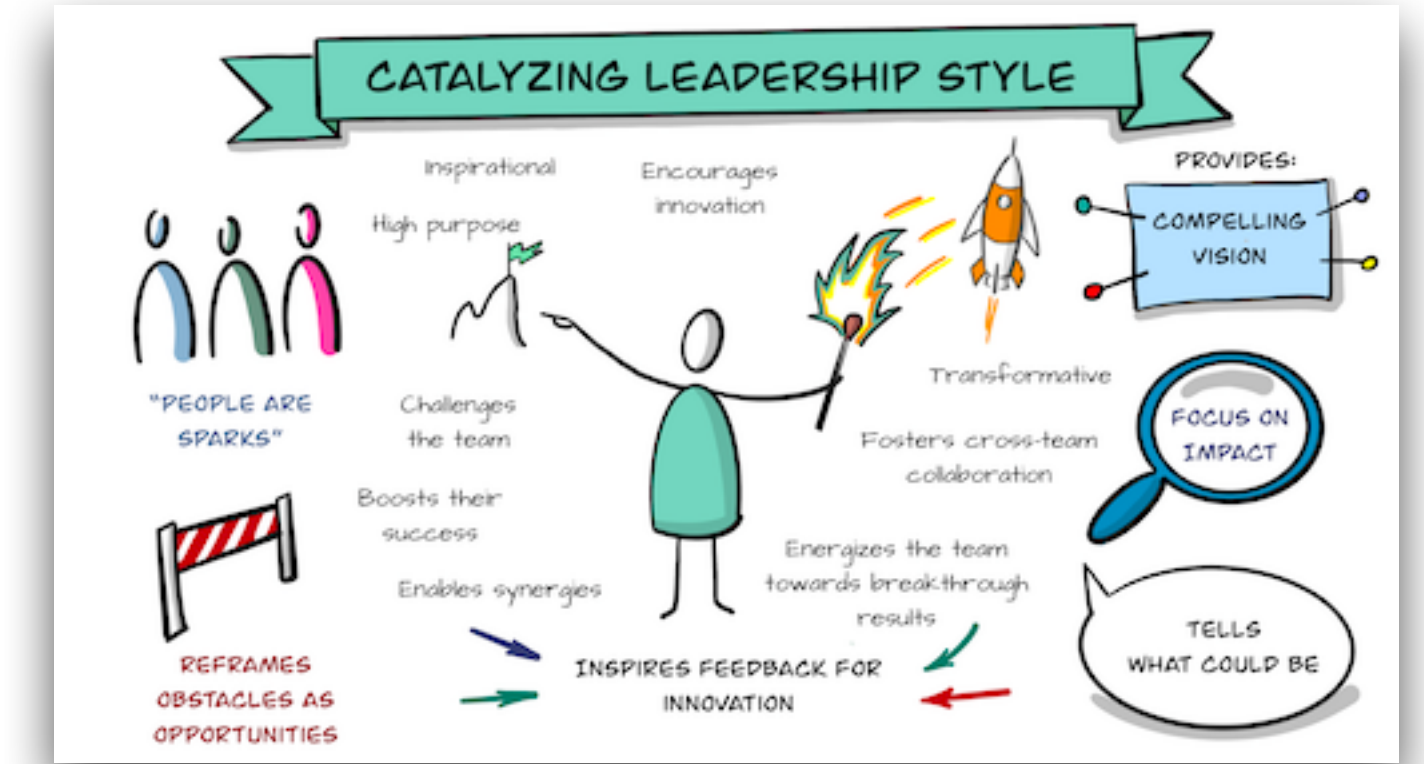 CATALYZING LEADERSHIP STYLE
Inspirational
High purpose
Encourages
innovation
PROVIDES:
COMPELLING
VISION
"PEOPLE ARE
SPARKS"
Challenges
the team
Transformative
Fosters cross-team
collaboration
FOCUS ON
IMPACT
Boosts their
success
Enables synergies
Energizes the team
towards breakthrough
results
TELLS
WHAT COULD BE
REFRAMES
OBSTACLES AS
OPPORTUNITIES
INSPIRES FEEDBACK FOR
INNOVATION